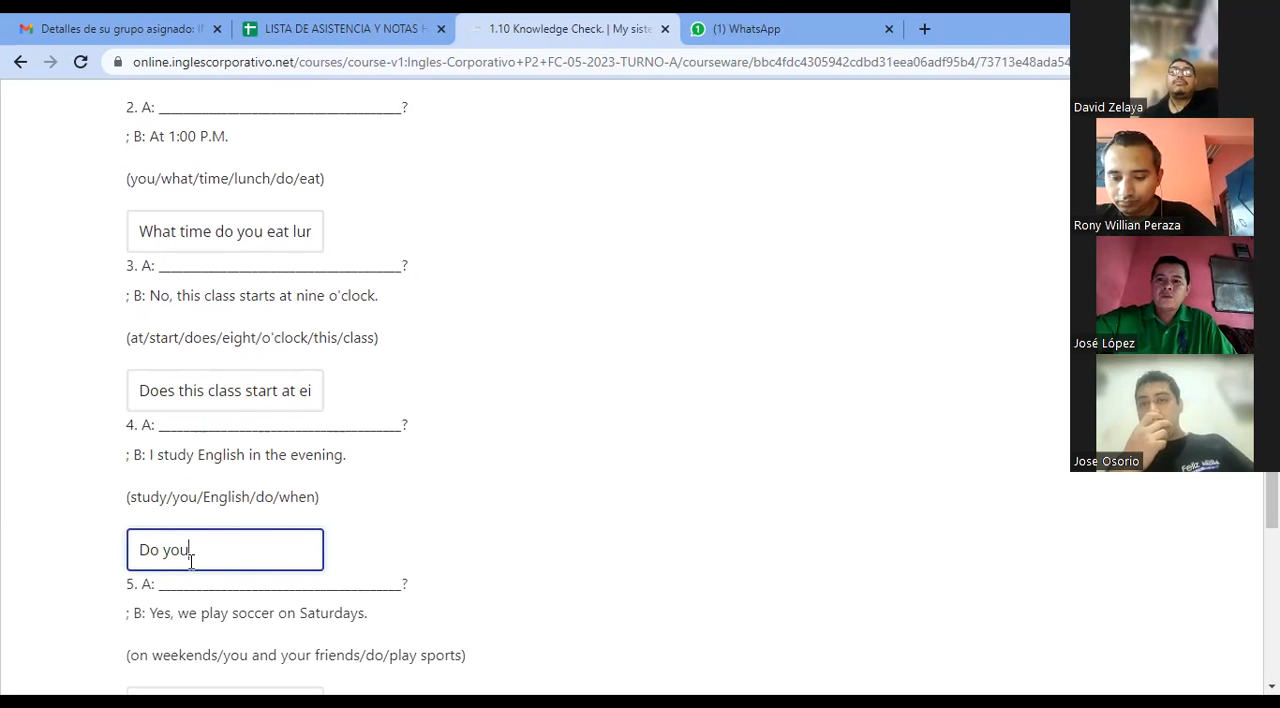 Detalles de su grupo asignado: I
LISTA DE ASISTENCIA Y NOTAS
1.10 Knowledge Check. | My siste
(1) WhatsApp
online.inglescorporativo.net/courses/course-v1:Ingles-Corporativo+P2+FC-05-2023-TURNO-A/courseware/bbc4fdc4305942cdbd31eea06adf95b4/73713e48ada54
2. A: ______________________________?
; B: At 1:00 P.M.
(you/what/time/lunch/do/eat)
What time do you eat lur
3. A: ______________________________?
; B: No, this class starts at nine o'clock.
(at/start/does/eight/o'clock/this/class)
Does this class start at ei
4. A: ______________________________?
; B: I study English in the evening.
(study/you/English/do/when)
Do you
5. A: ______________________________?
; B: Yes, we play soccer on Saturdays.
(on weekends/you and your friends/do/play sports)
David Zelaya
Rony Willian Peraza
José López
Jose Osorio